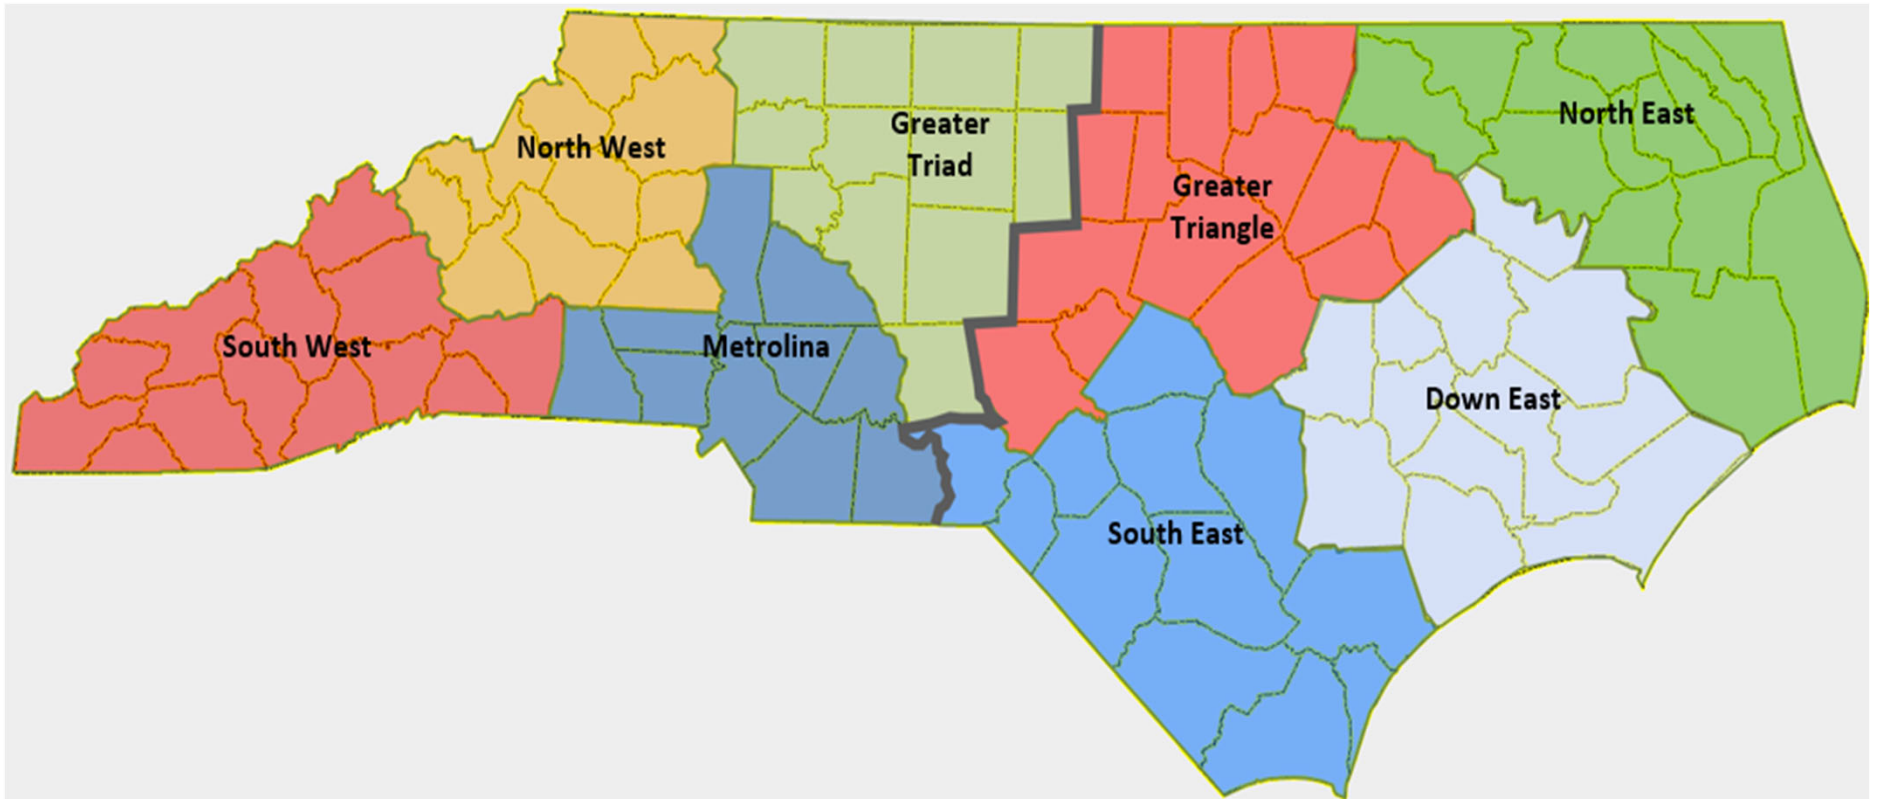 North West
Greater
Triad
North East
Greater
Triangle
South West
Metrolina
Down East
South East